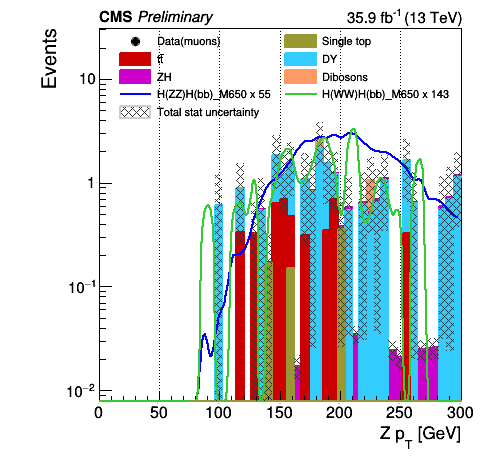 CMS Preliminary 35.9 fb⁻¹ (13 TeV)
Events
Data(muons) Single top
tt̄ DY
ZH Dibosons
H(ZZ)H(bb)_M650 x 55 H(WW)H(bb)_M650 x 143
Total stat uncertainty
10
1
10⁻¹
10⁻²
0 50 100 150 200 250 300
Z p_T [GeV]